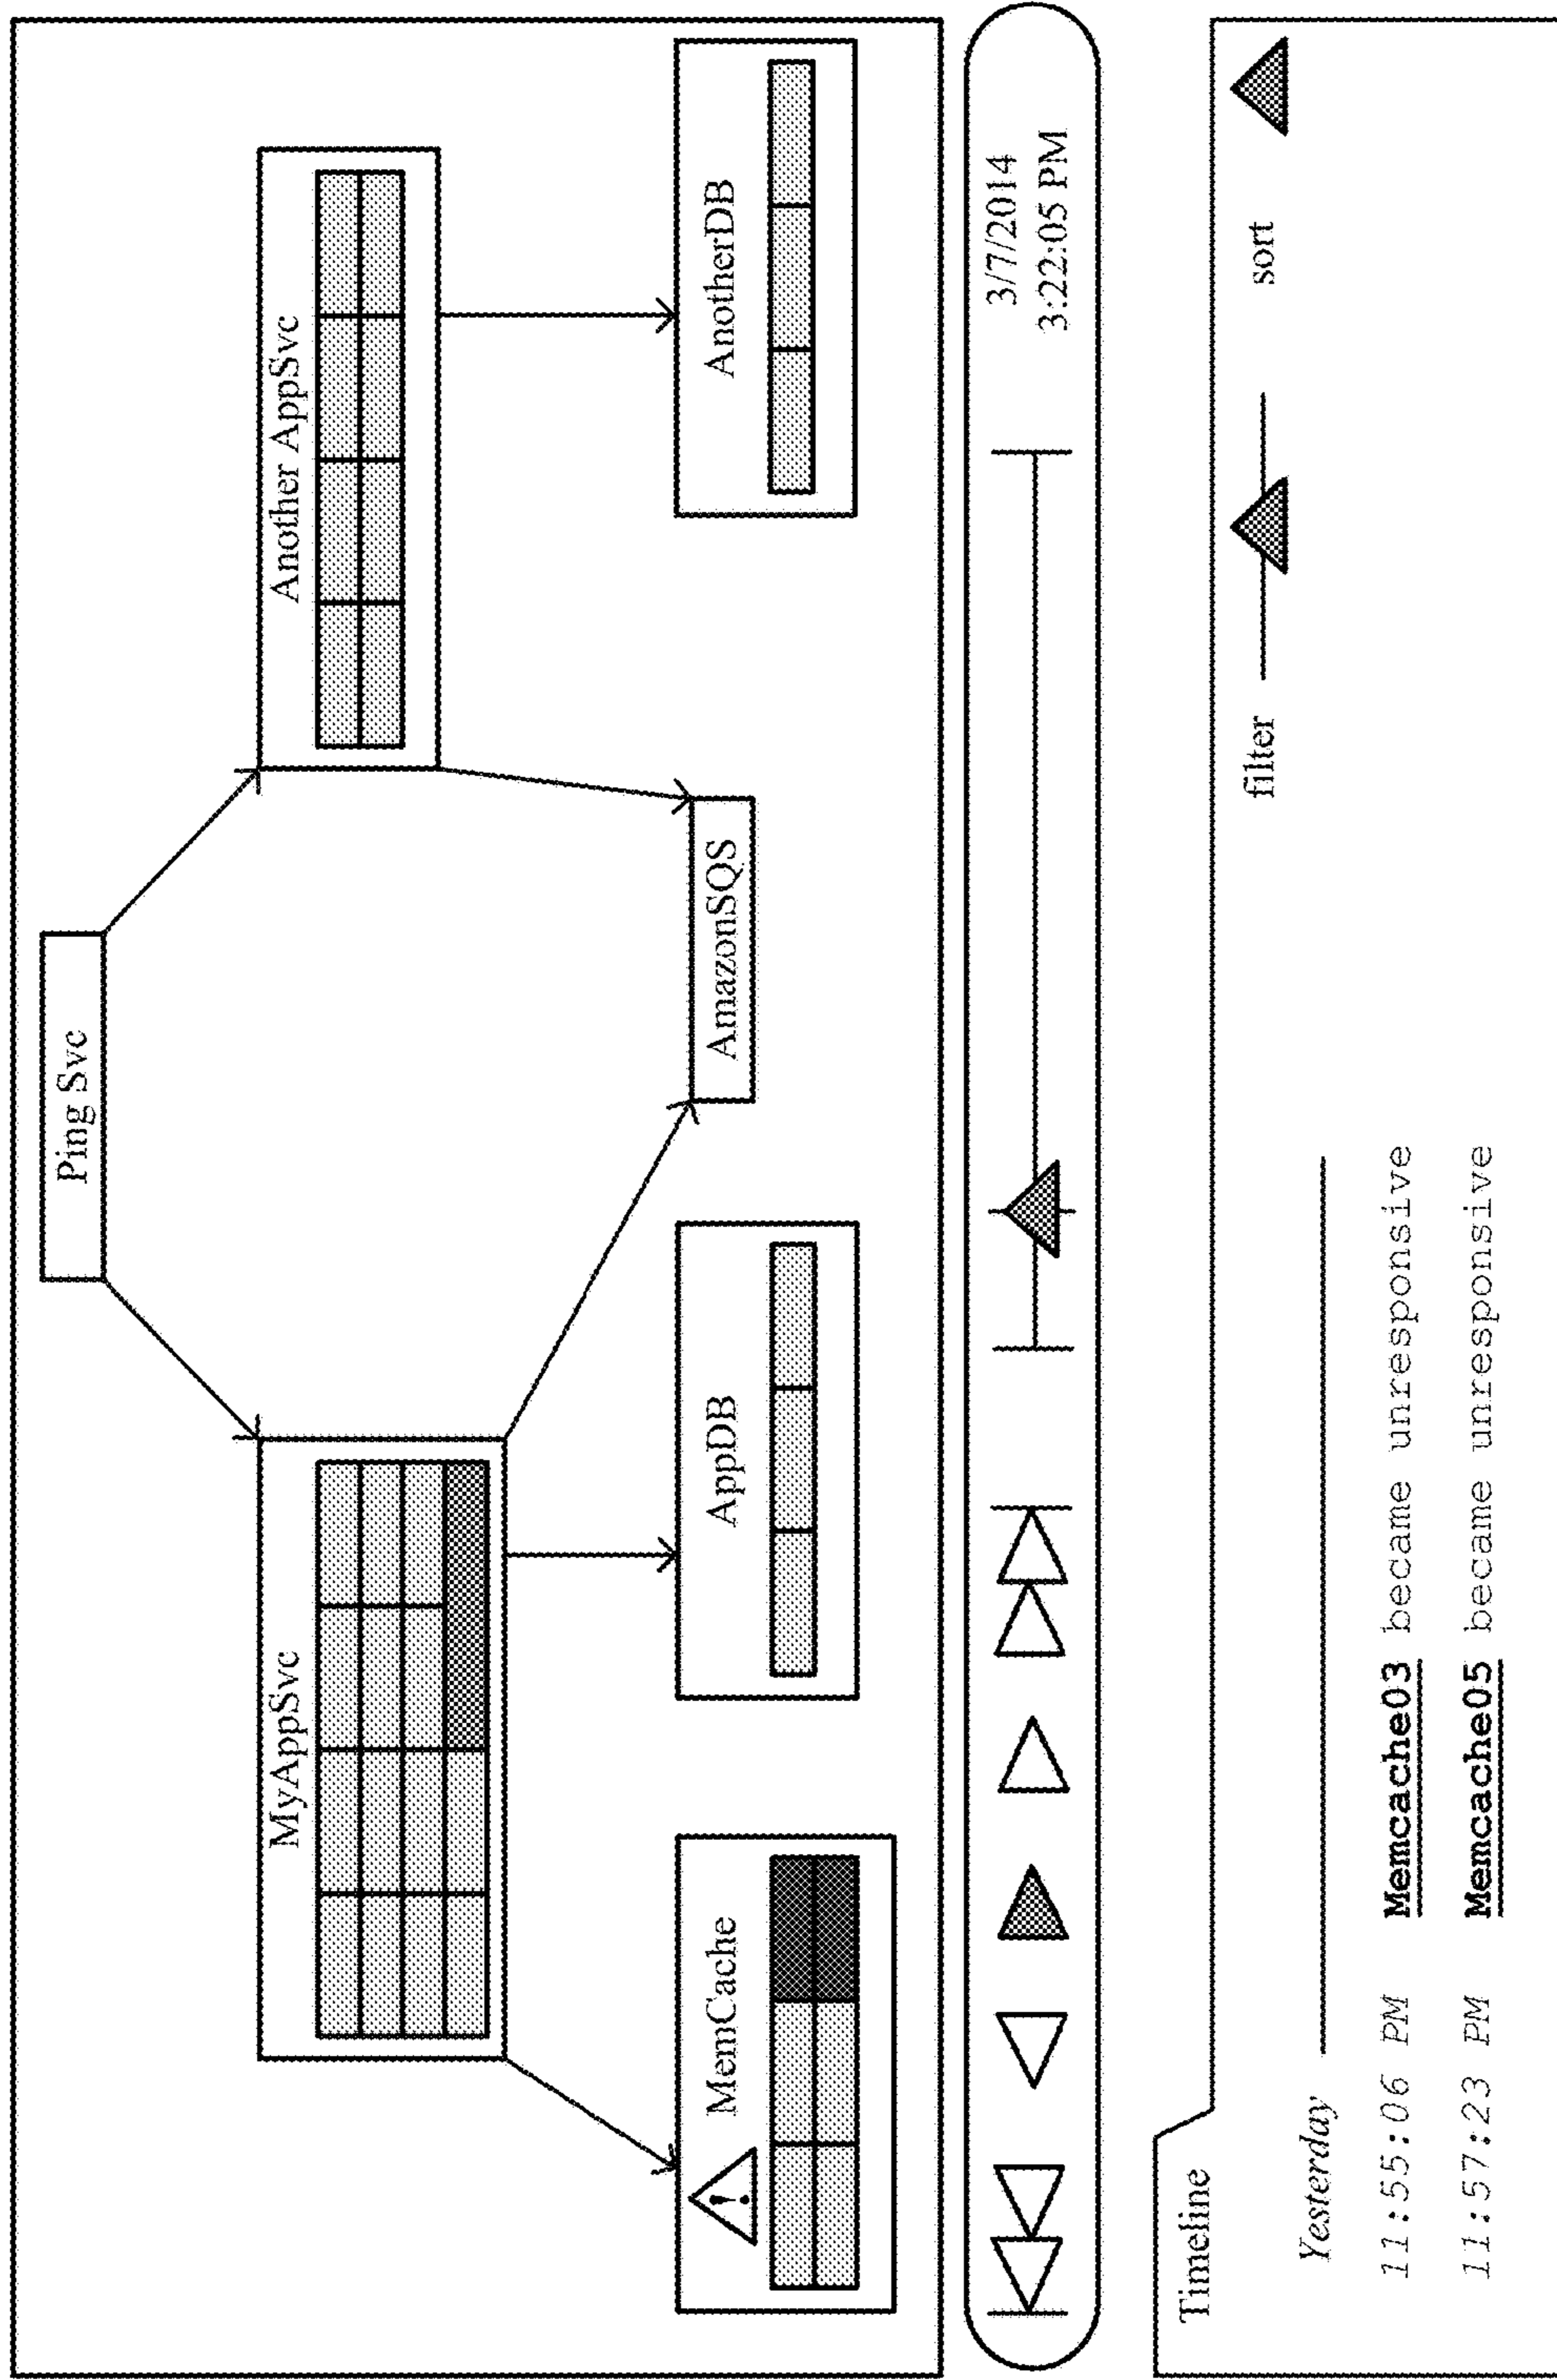 Ping Svc
MyAppSvc
Another AppSvc
!
MemCache
AppDB
AmazonSQS
AnotherDB
3/7/2014
3:22:05 PM
Timeline
filter
sort
Yesterday
11:55:06 PM Memcache03 became unresponsive
11:57:23 PM Memcache05 became unresponsive